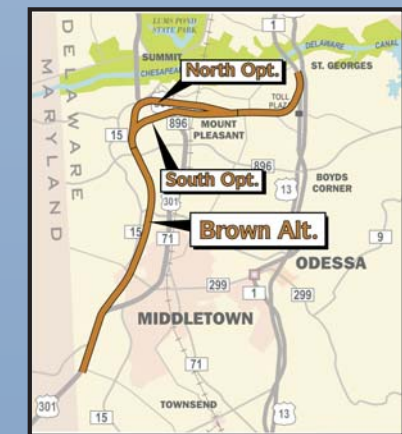 DELAWARE
MARYLAND
LUMS POND
STATE PARK
1
SUMMIT
DELAWARE CANAL
CHESAPEAKE
North Opt.
ST. GEORGES
TOLL
PLAZA
15
896
MOUNT
PLEASANT
896
South Opt.
BOYDS
CORNER
301
13
15
Brown Alt.
71
9
ODESSA
299
1
299
MIDDLETOWN
71
301
15
TOWNSEND
13